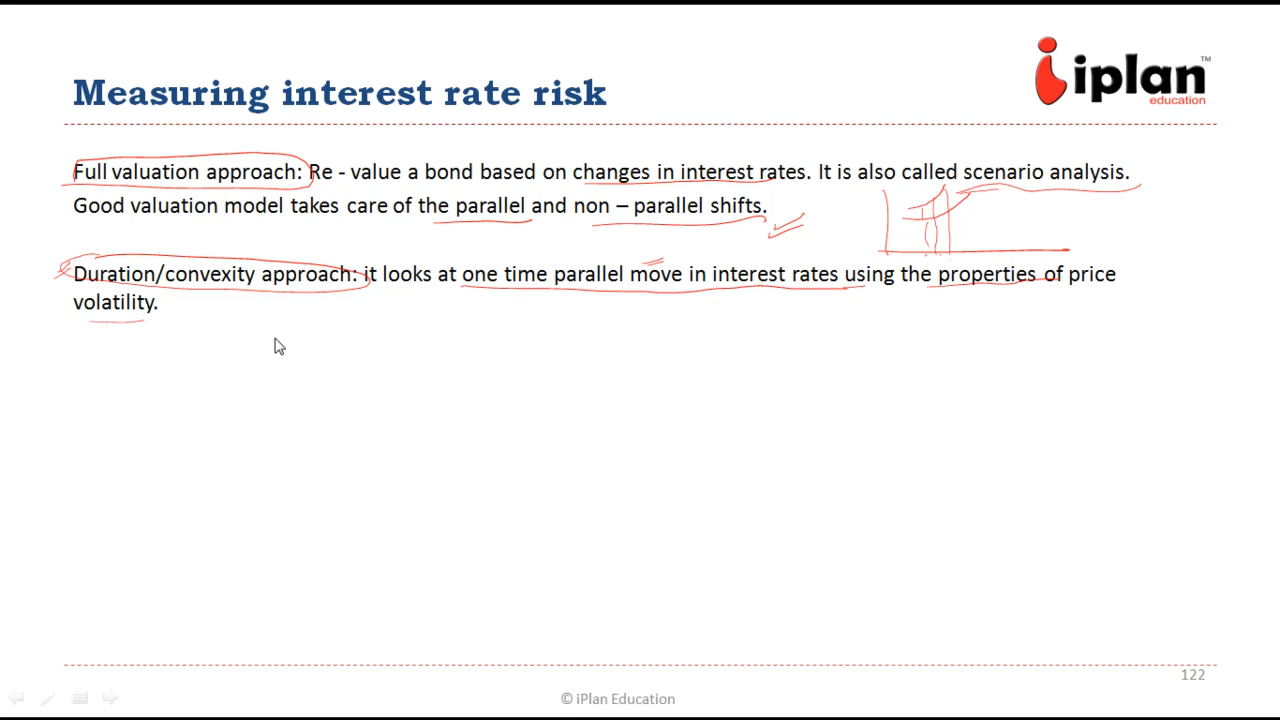 Measuring interest rate risk
iplan™
education
Full valuation approach: Re - value a bond based on changes in interest rates. It is also called scenario analysis.
Good valuation model takes care of the parallel and non – parallel shifts.
Duration/convexity approach: it looks at one time parallel move in interest rates using the properties of price
volatility.
122
© iPlan Education